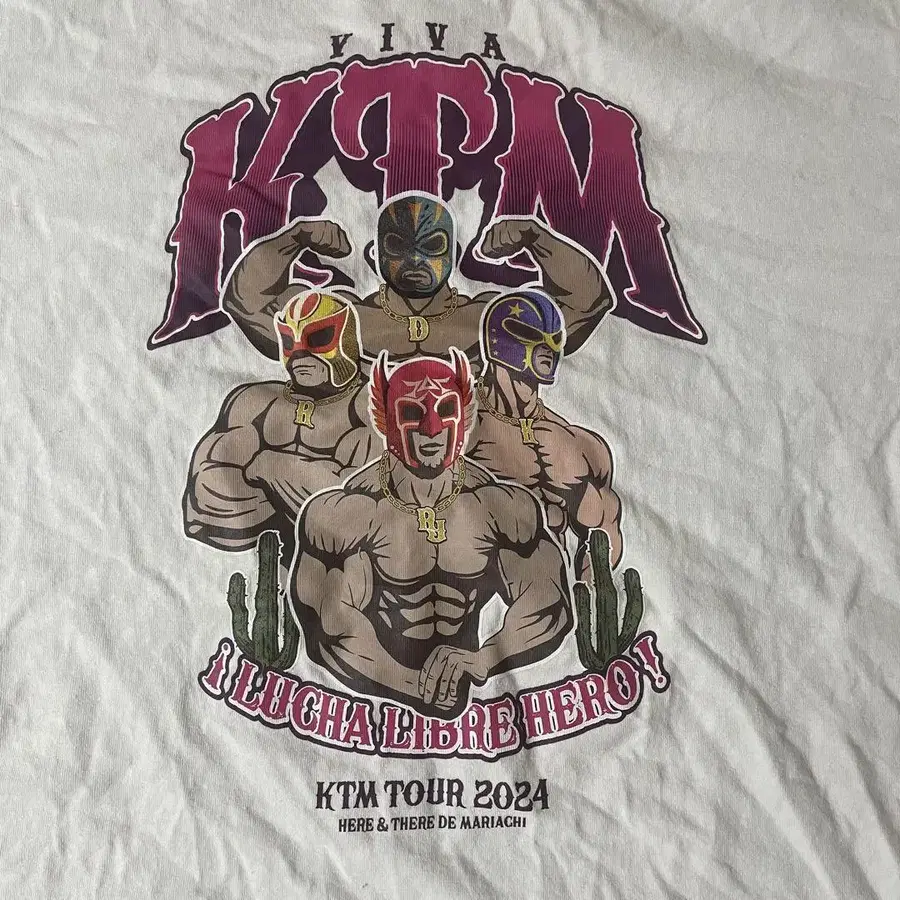 VIVA
KTM
D
R
K
RJ
¡LUCHA LIBRE HERO!
KTM TOUR 2024
HERE & THERE DE MARIACHI